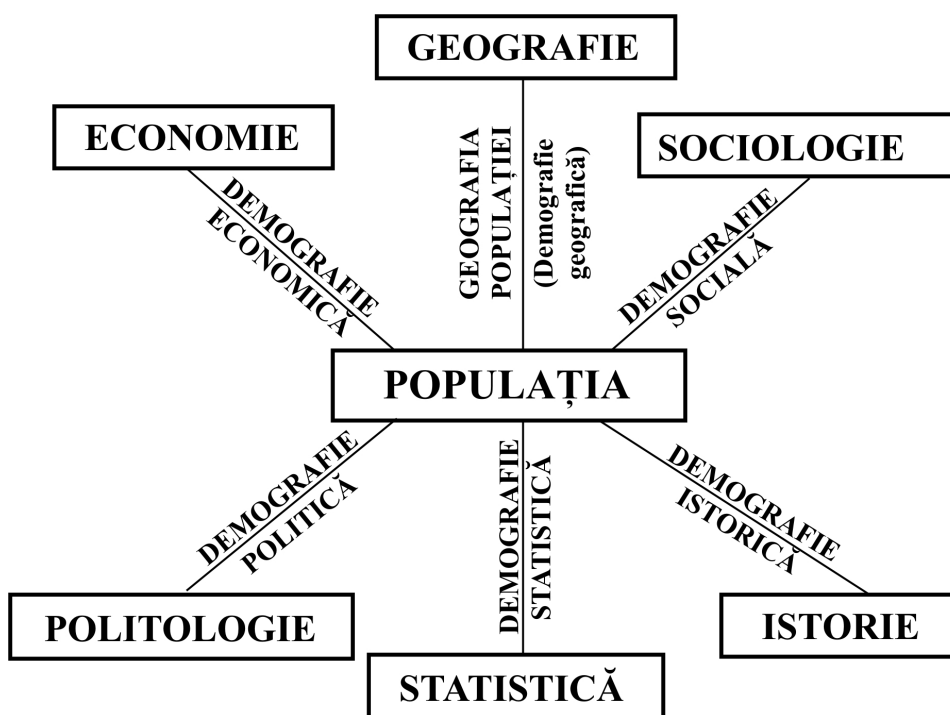 GEOGRAFIE
ECONOMIE
SOCIOLOGIE
DEMOGRAFIE
ECONOMICĂ
GEOGRAFIA
POPULAȚIEI
(Demografie
geografică)
DEMOGRAFIE
SOCIALĂ
POPULAȚIA
DEMOGRAFIE
POLITICĂ
DEMOGRAFIE
STATISTICĂ
DEMOGRAFIE
ISTORICĂ
POLITOLOGIE
STATISTICĂ
ISTORIE